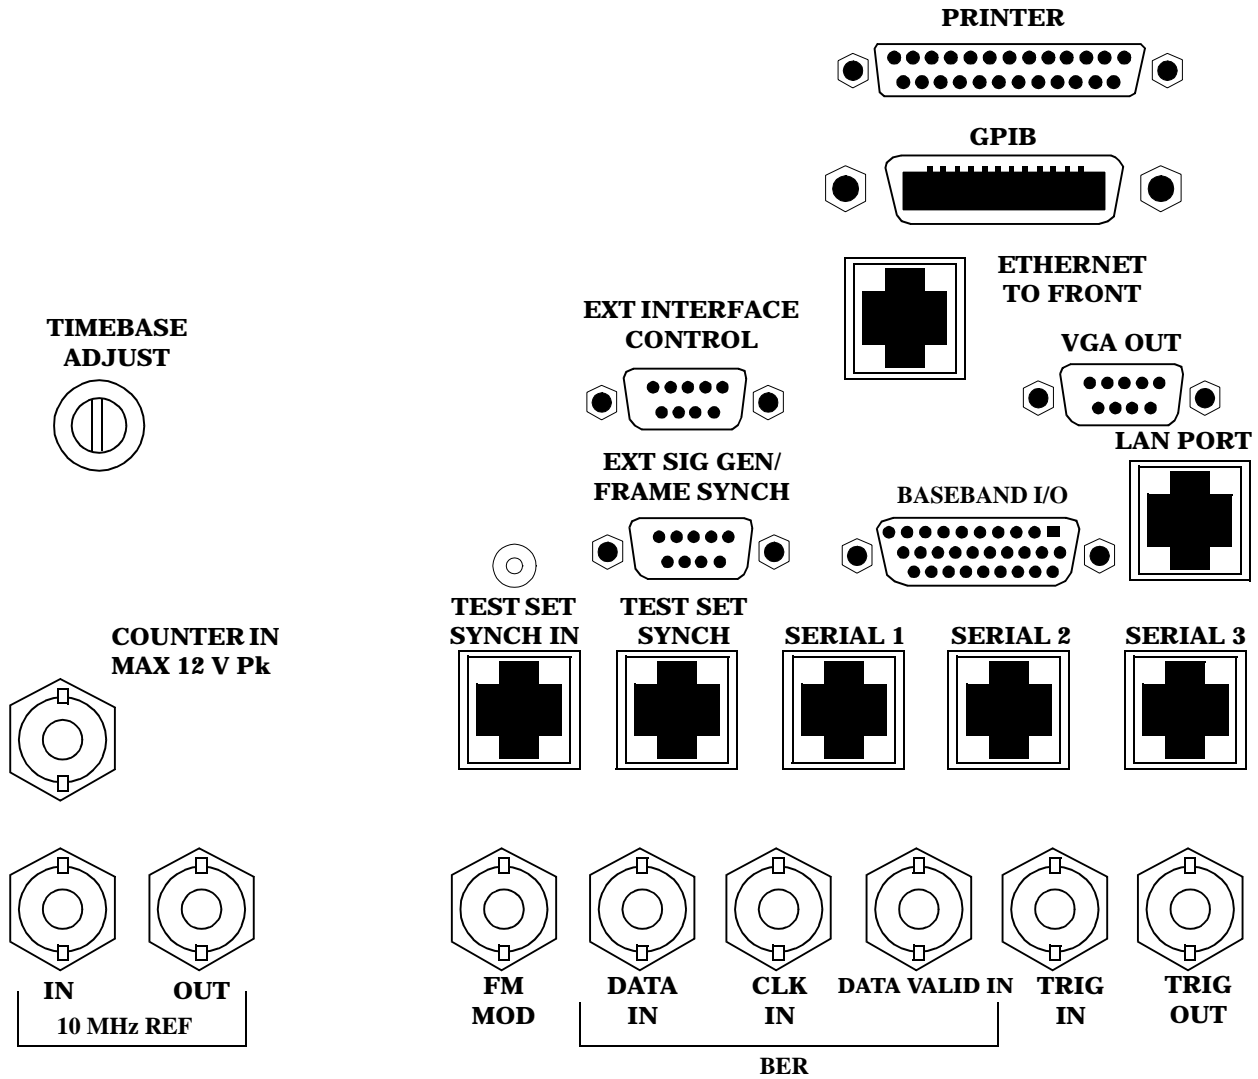 PRINTER
GPIB
ETHERNET
TO FRONT
EXT INTERFACE
CONTROL
TIMEBASE
ADJUST
VGA OUT
LAN PORT
EXT SIG GEN/
FRAME SYNCH
BASEBAND I/O
TEST SET
SYNCH IN
TEST SET
SYNCH
SERIAL 1
SERIAL 2
SERIAL 3
COUNTER IN
MAX 12 V Pk
IN
OUT
10 MHz REF
FM
MOD
DATA
IN
CLK
IN
DATA VALID IN
TRIG
IN
TRIG
OUT
BER